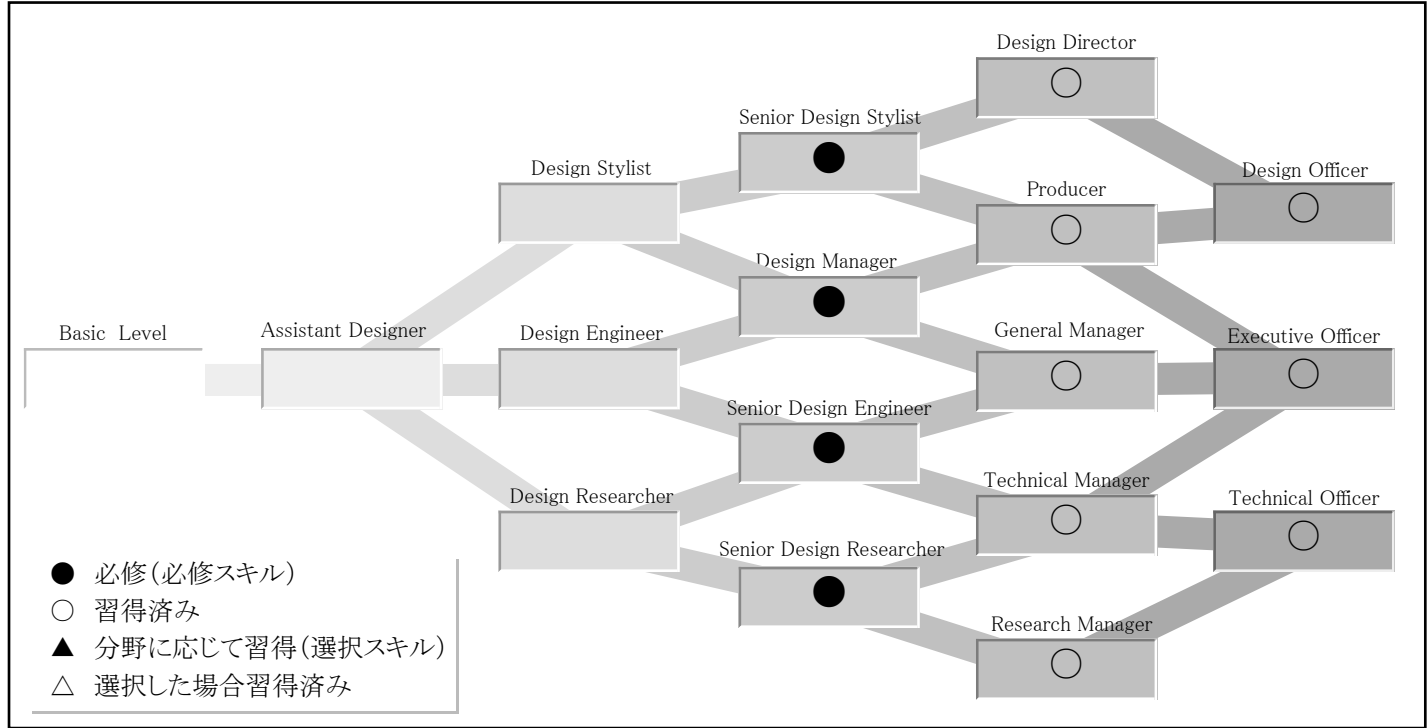 Design Director
Senior Design Stylist
Design Stylist
Design Officer
Producer
Design Manager
Basic Level
Assistant Designer
Design Engineer
General Manager
Executive Officer
Senior Design Engineer
Technical Manager
Design Researcher
Technical Officer
Senior Design Researcher
Research Manager
● 必修(必修スキル)
○ 習得済み
▲ 分野に応じて習得(選択スキル)
△ 選択した場合習得済み